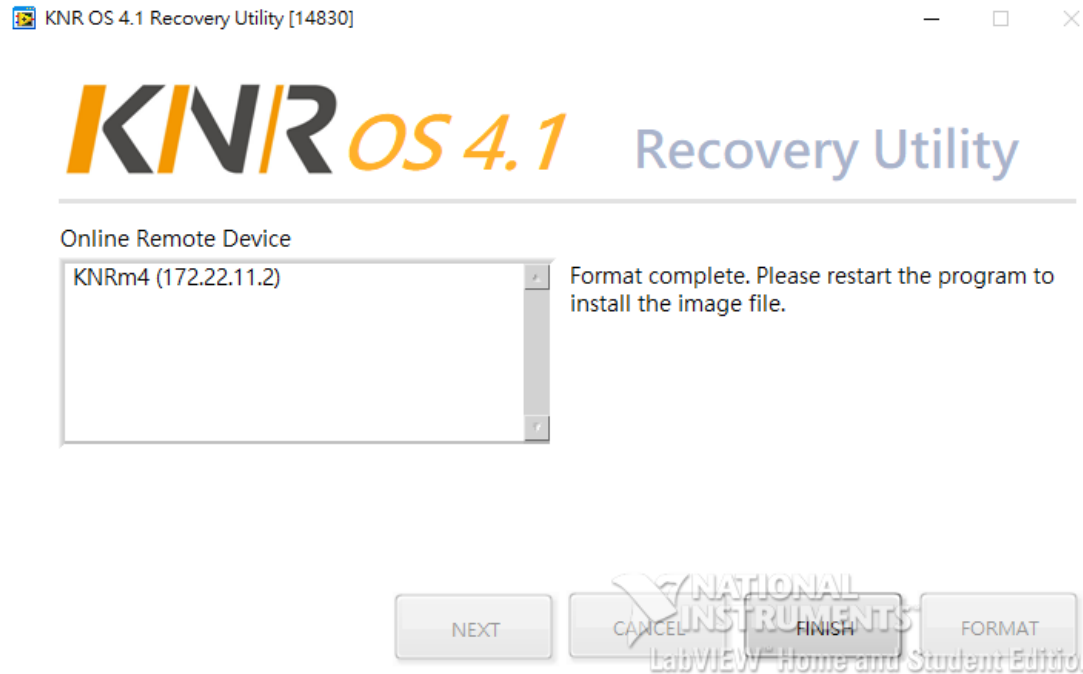 KNR OS 4.1 Recovery Utility [14830]
KNR OS 4.1 Recovery Utility
Online Remote Device
KNRm4 (172.22.11.2)
Format complete. Please restart the program to
install the image file.
NEXT
CANCEL
FINISH
FORMAT
NATIONAL
INSTRUMENTS
LabVIEW™ Home and Student Editio